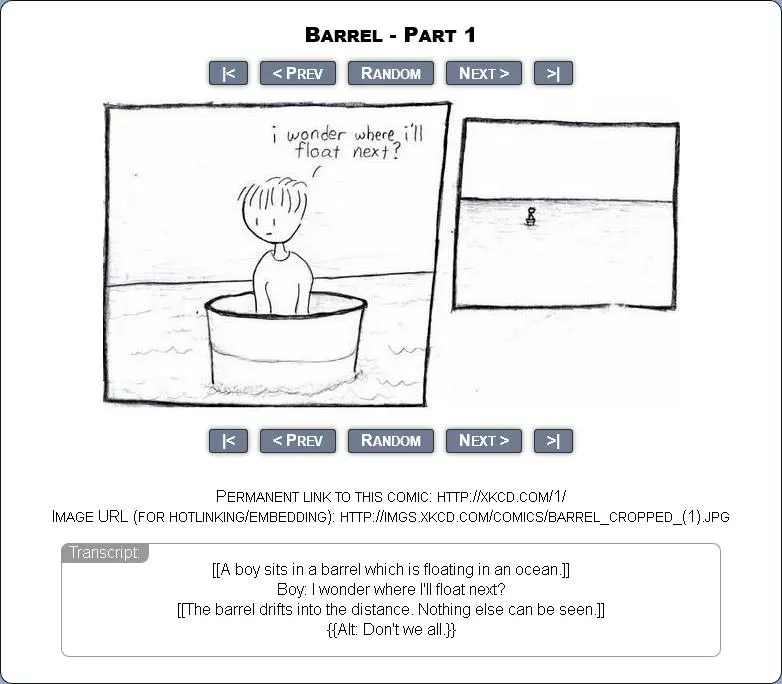 Barrel - Part 1
|< < Prev Random Next > >|
i wonder where i'll
float next?
|< < Prev Random Next > >|
Permanent link to this comic: http://xkcd.com/1/
Image URL (for hotlinking/embedding): http://imgs.xkcd.com/comics/barrel_cropped_(1).jpg
Transcript:
[[A boy sits in a barrel which is floating in an ocean.]]
Boy: I wonder where I'll float next?
[[The barrel drifts into the distance. Nothing else can be seen.]]
{{Alt: Don't we all.}}